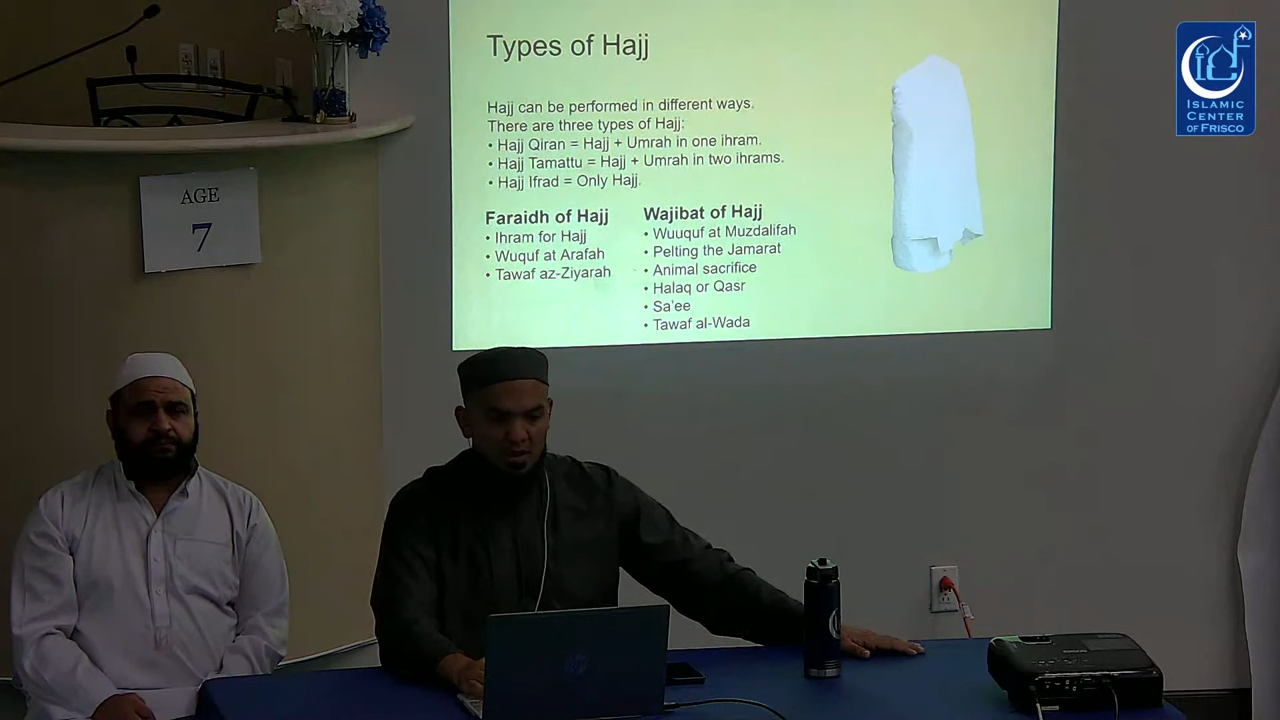 Types of Hajj
Hajj can be performed in different ways.
There are three types of Hajj:
• Hajj Qiran = Hajj + Umrah in one ihram.
• Hajj Tamattu = Hajj + Umrah in two ihrams.
• Hajj Ifrad = Only Hajj.
Faraidh of Hajj
• Ihram for Hajj
• Wuquf at Arafah
• Tawaf az-Ziyarah
Wajibat of Hajj
• Wuuquf at Muzdalifah
• Pelting the Jamarat
• Animal sacrifice
• Halaq or Qasr
• Sa'ee
• Tawaf al-Wada
ISLAMIC
CENTER
OF FRISCO
AGE
7
hp